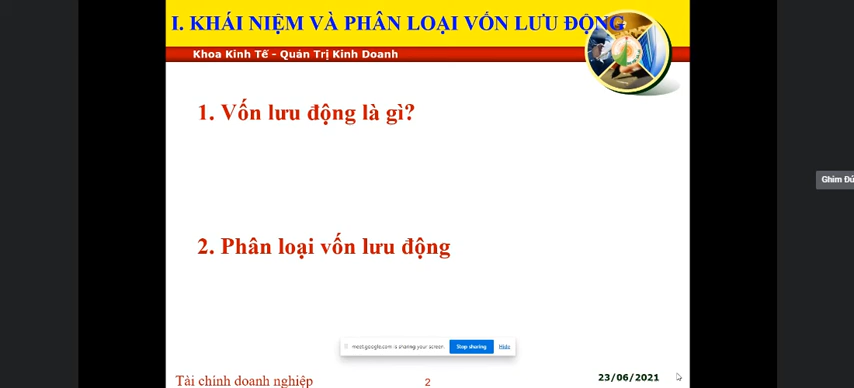 I. KHÁI NIỆM VÀ PHÂN LOẠI VỐN LƯU ĐỘNG
Khoa Kinh Tế - Quản Trị Kinh Doanh
1. Vốn lưu động là gì?
Ghim Đứ
2. Phân loại vốn lưu động
meet.google.com is sharing your screen. Stop sharing Hide
Tài chính doanh nghiệp 2 23/06/2021